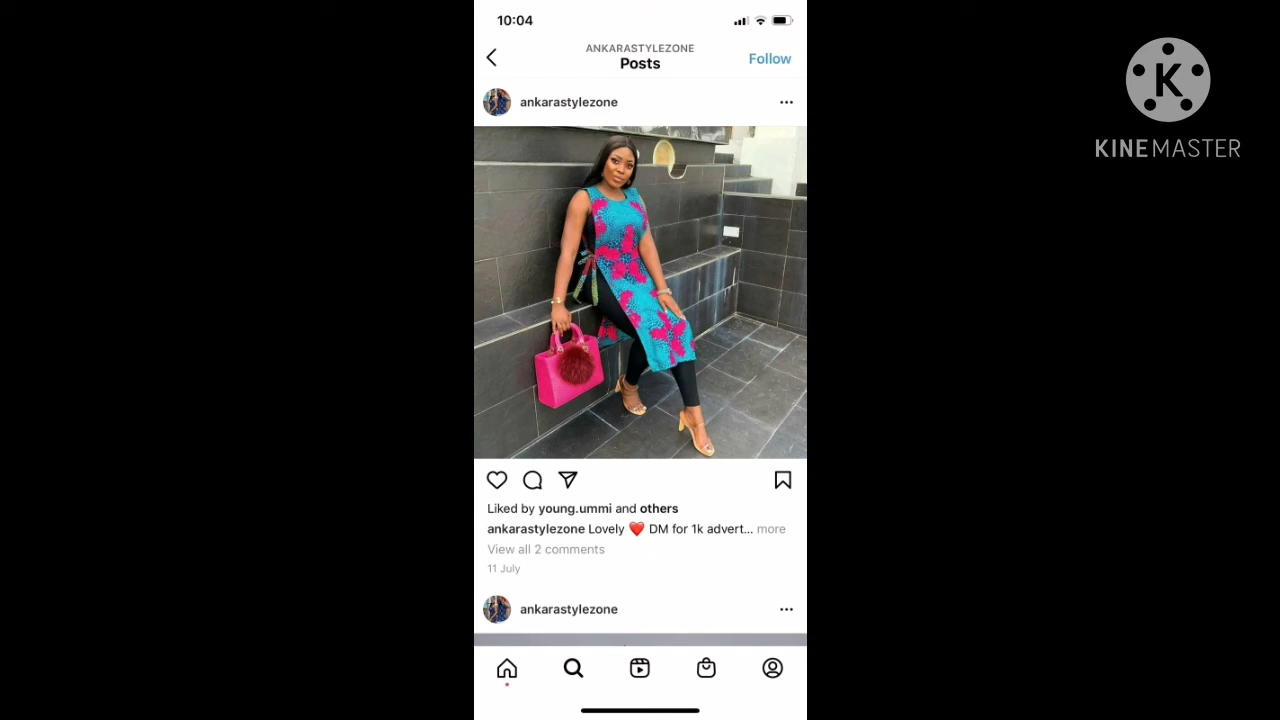 10:04
ANKARASTYLEZONE
Posts
Follow
ankarastylezone
K
KINEMASTER
Liked by young.ummi and others
ankarastylezone Lovely ❤️ DM for 1k advert... more
View all 2 comments
11 July
ankarastylezone